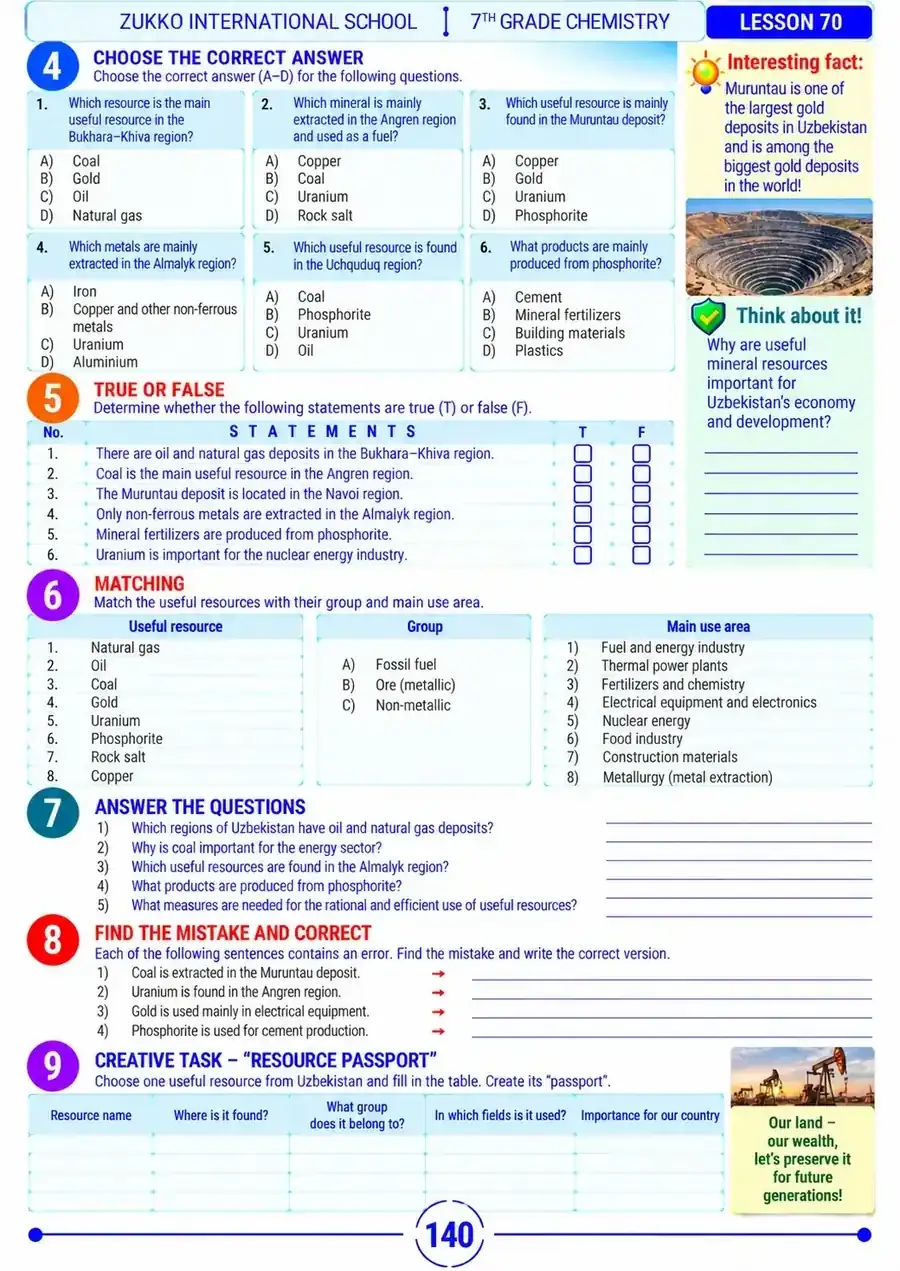 ZUKKO INTERNATIONAL SCHOOL 7TH GRADE CHEMISTRY LESSON 70
4 CHOOSE THE CORRECT ANSWER
Choose the correct answer (A–D) for the following questions.
1. Which resource is the main
useful resource in the
Bukhara–Khiva region?
A) Coal
B) Gold
C) Oil
D) Natural gas
2. Which mineral is mainly
extracted in the Angren region
and used as a fuel?
A) Copper
B) Coal
C) Uranium
D) Rock salt
3. Which useful resource is mainly
found in the Muruntau deposit?
A) Copper
B) Gold
C) Uranium
D) Phosphorite
4. Which metals are mainly
extracted in the Almalyk region?
A) Iron
B) Copper and other non-ferrous
metals
C) Uranium
D) Aluminium
5. Which useful resource is found
in the Uchquduq region?
A) Coal
B) Phosphorite
C) Uranium
D) Oil
6. What products are mainly
produced from phosphorite?
A) Cement
B) Mineral fertilizers
C) Building materials
D) Plastics
Interesting fact:
Muruntau is one of
the largest gold
deposits in Uzbekistan
and is among the
biggest gold deposits
in the world!
Think about it!
Why are useful
mineral resources
important for
Uzbekistan's economy
and development?
5 TRUE OR FALSE
Determine whether the following statements are true (T) or false (F).
No. STATEMENTS T F
1. There are oil and natural gas deposits in the Bukhara–Khiva region.
2. Coal is the main useful resource in the Angren region.
3. The Muruntau deposit is located in the Navoi region.
4. Only non-ferrous metals are extracted in the Almalyk region.
5. Mineral fertilizers are produced from phosphorite.
6. Uranium is important for the nuclear energy industry.
6 MATCHING
Match the useful resources with their group and main use area.
Useful resource
1. Natural gas
2. Oil
3. Coal
4. Gold
5. Uranium
6. Phosphorite
7. Rock salt
8. Copper
Group
A) Fossil fuel
B) Ore (metallic)
C) Non-metallic
Main use area
1) Fuel and energy industry
2) Thermal power plants
3) Fertilizers and chemistry
4) Electrical equipment and electronics
5) Nuclear energy
6) Food industry
7) Construction materials
8) Metallurgy (metal extraction)
7 ANSWER THE QUESTIONS
1) Which regions of Uzbekistan have oil and natural gas deposits?
2) Why is coal important for the energy sector?
3) Which useful resources are found in the Almalyk region?
4) What products are produced from phosphorite?
5) What measures are needed for the rational and efficient use of useful resources?
8 FIND THE MISTAKE AND CORRECT
Each of the following sentences contains an error. Find the mistake and write the correct version.
1) Coal is extracted in the Muruntau deposit. →
2) Uranium is found in the Angren region. →
3) Gold is used mainly in electrical equipment. →
4) Phosphorite is used for cement production. →
9 CREATIVE TASK – "RESOURCE PASSPORT"
Choose one useful resource from Uzbekistan and fill in the table. Create its "passport".
Resource name
Where is it found?
What group
does it belong to?
In which fields is it used?
Importance for our country
Our land –
our wealth,
let's preserve it
for future
generations!
140